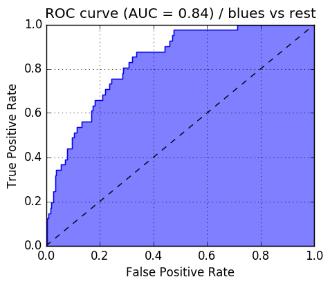 ROC curve (AUC = 0.84) / blues vs rest
1.0
0.8
0.6
0.4
0.2
0.0
True Positive Rate
0.0 0.2 0.4 0.6 0.8 1.0
False Positive Rate